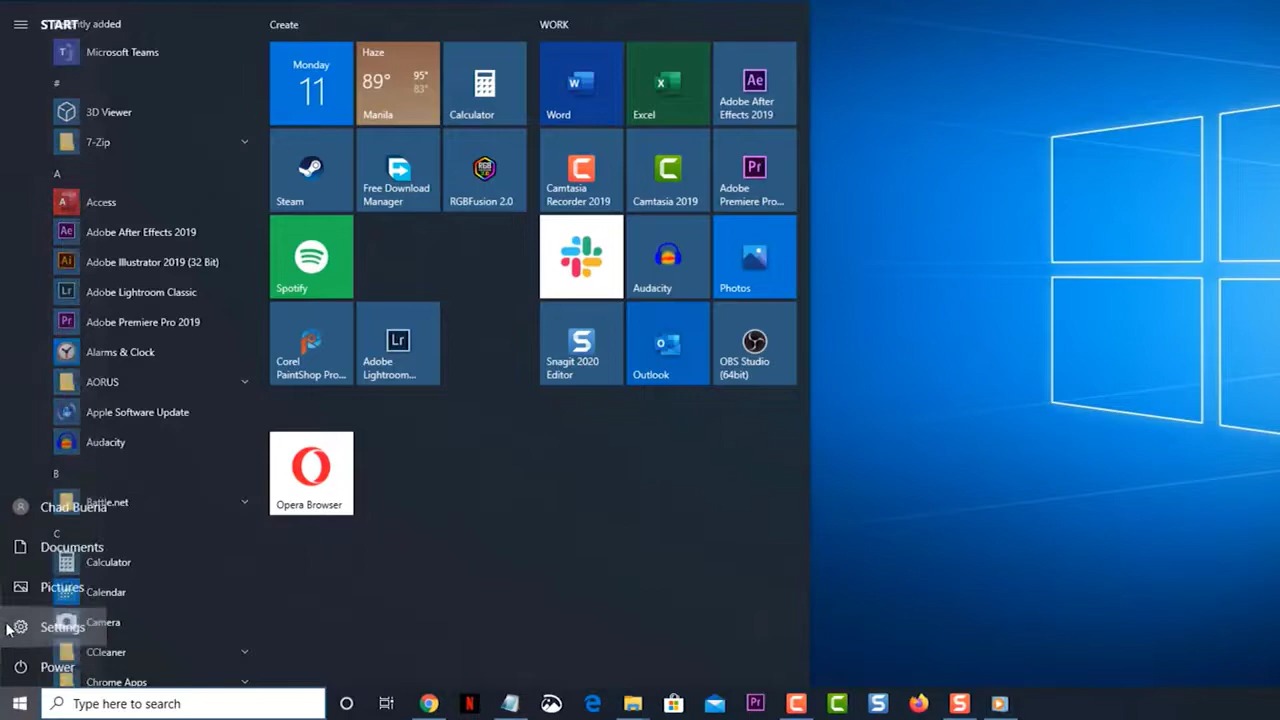 START
Recently added
Microsoft Teams
#
3D Viewer
7-Zip
A
Access
Adobe After Effects 2019
Adobe Illustrator 2019 (32 Bit)
Adobe Lightroom Classic
Adobe Premiere Pro 2019
Alarms & Clock
AORUS
Apple Software Update
Audacity
B
Battle.net
C
Calculator
Calendar
Camera
CCleaner
Chrome Apps
Documents
Pictures
Settings
Power
Create
Monday
11
Haze
89°
95°
83°
Manila
Calculator
Steam
Free Download
Manager
RGBFusion 2.0
Spotify
Corel
PaintShop Pro...
Adobe
Lightroom...
Opera Browser
WORK
Word
Excel
Adobe After
Effects 2019
Camtasia
Recorder 2019
Camtasia 2019
Adobe
Premiere Pro...
Audacity
Photos
Snagit 2020
Editor
Outlook
OBS Studio
(64bit)
Type here to search